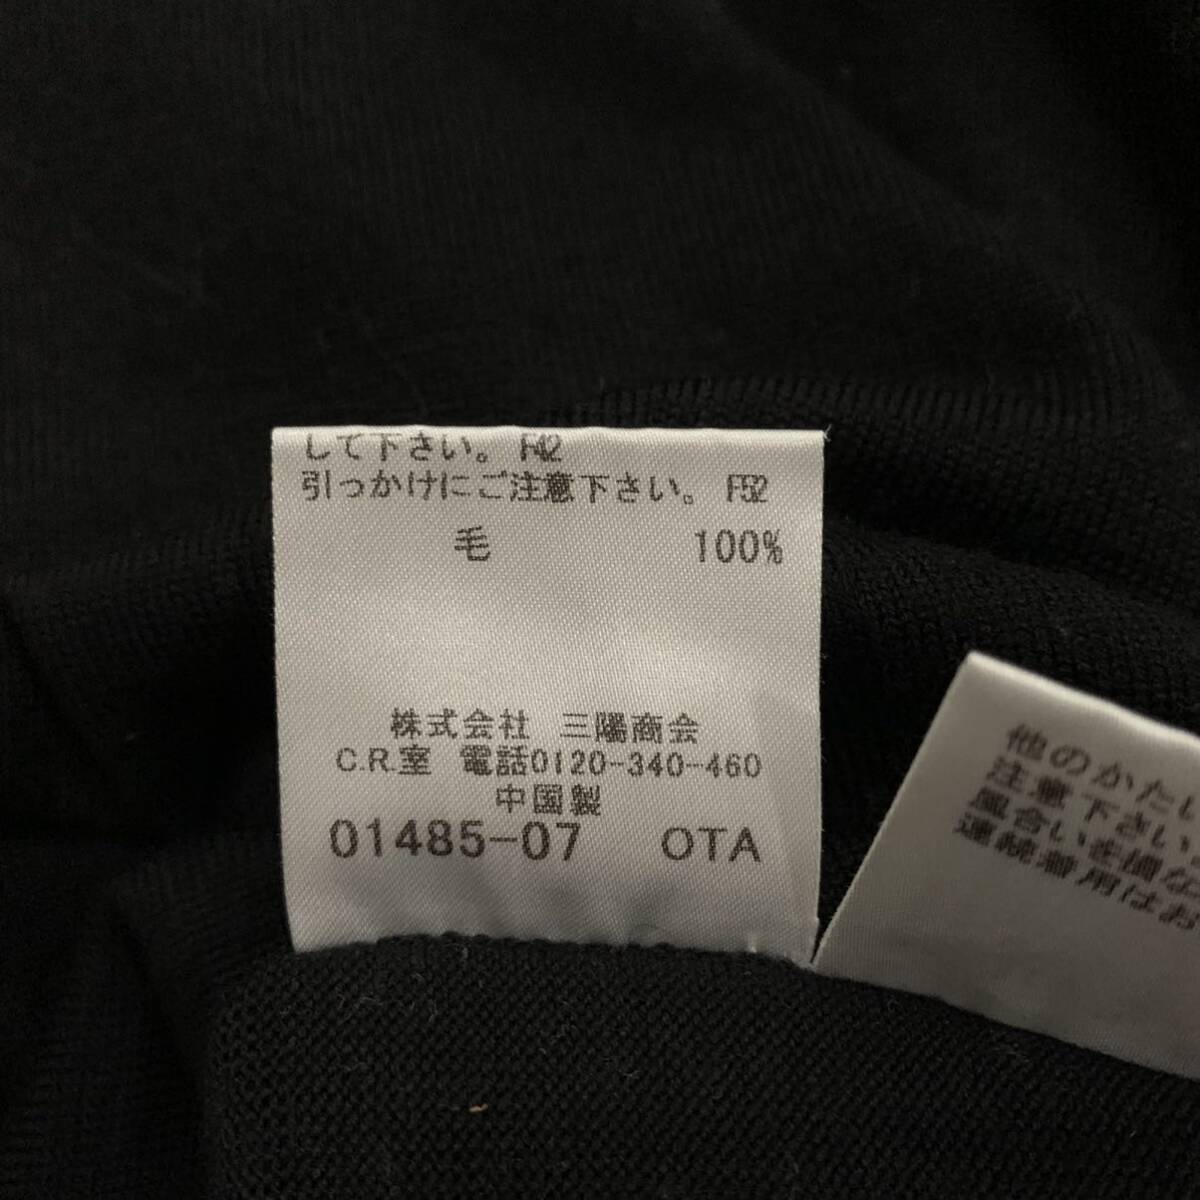 して下さい。 F42
引っかけにご注意下さい。 F52
毛 100%
株式会社 三陽商会
C.R.室 電話0120-340-460
中国製
01485-07 OTA
他のかたい
注意下さい。
風合いを損な
連続着用はお